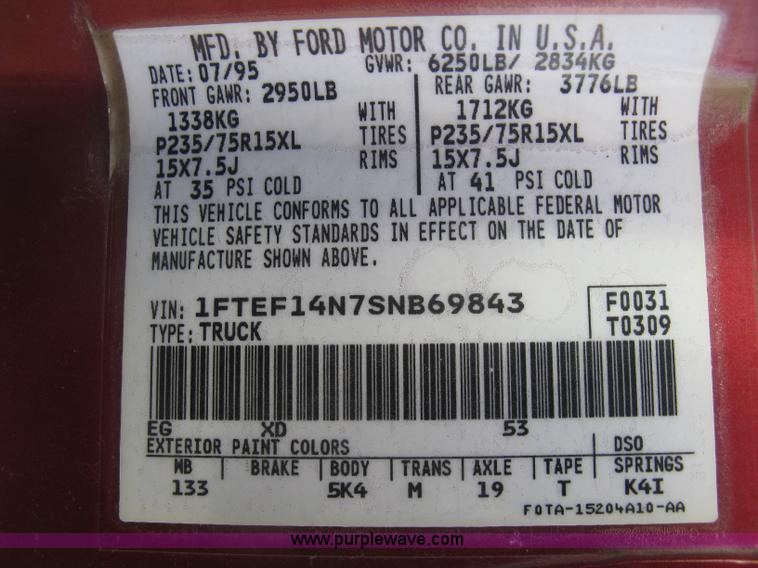 MFD. BY FORD MOTOR CO. IN U.S.A.
DATE: 07/95 GVWR: 6250LB/ 2834KG
FRONT GAWR: 2950LB REAR GAWR: 3776LB
1338KG WITH 1712KG WITH
P235/75R15XL TIRES P235/75R15XL TIRES
15X7.5J RIMS 15X7.5J RIMS
AT 35 PSI COLD AT 41 PSI COLD
THIS VEHICLE CONFORMS TO ALL APPLICABLE FEDERAL MOTOR
VEHICLE SAFETY STANDARDS IN EFFECT ON THE DATE OF
MANUFACTURE SHOWN ABOVE.
VIN: 1FTEF14N7SNB69843 F0031
TYPE: TRUCK T0309
EG XD 53
EXTERIOR PAINT COLORS DSO
WB BRAKE BODY TRANS AXLE TAPE SPRINGS
133 5K4 M 19 T K4I
F0TA-15204A10-AA
www.purplewave.com